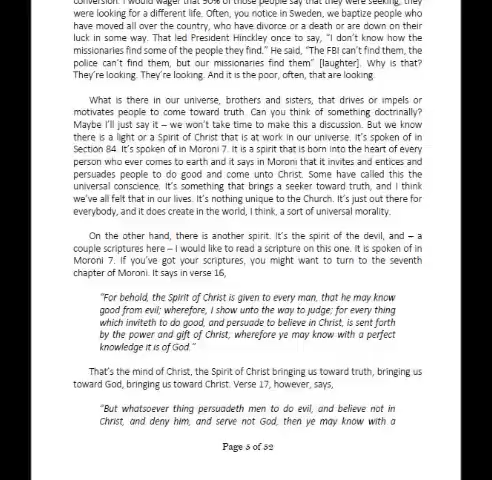 conversion. I would wager that 90% of those people say that they were seeking, they
were looking for a different life. Often, you notice in Sweden, we baptize people who
have moved all over the country, who have divorce or a death or are down on their
luck in some way. That led President Hinckley once to say, "I don't know how the
missionaries find some of the people they find." He said, "The FBI can't find them, the
police can't find them, but our missionaries find them" [laughter]. Why is that?
They're looking. They're looking. And it is the poor, often, that are looking.
What is there in our universe, brothers and sisters, that drives or impels or
motivates people to come toward truth. Can you think of something doctrinally?
Maybe I'll just say it – we won't take time to make this a discussion. But we know
there is a light or a Spirit of Christ that is at work in our universe. It's spoken of in
Section 84. It's spoken of in Moroni 7. It is a spirit that is born into the heart of every
person who ever comes to earth and it says in Moroni that it invites and entices and
persuades people to do good and come unto Christ. Some have called this the
universal conscience. It's something that brings a seeker toward truth, and I think
we've all felt that in our lives. It's nothing unique to the Church. It's just out there for
everybody, and it does create in the world, I think, a sort of universal morality.
On the other hand, there is another spirit. It's the spirit of the devil, and – a
couple scriptures here – I would like to read a scripture on this one. It is spoken of in
Moroni 7. If you've got your scriptures, you might want to turn to the seventh
chapter of Moroni. It says in verse 16,
"For behold, the Spirit of Christ is given to every man, that he may know
good from evil; wherefore, I show unto the way to judge; for every thing
which inviteth to do good, and persuade to believe in Christ, is sent forth
by the power and gift of Christ, wherefore ye may know with a perfect
knowledge it is of God."
That's the mind of Christ, the Spirit of Christ bringing us toward truth, bringing us
toward God, bringing us toward Christ. Verse 17, however, says,
"But whatsoever thing persuadeth men to do evil, and believe not in
Christ, and deny him, and serve not God, then ye may know with a
Page 5 of 32